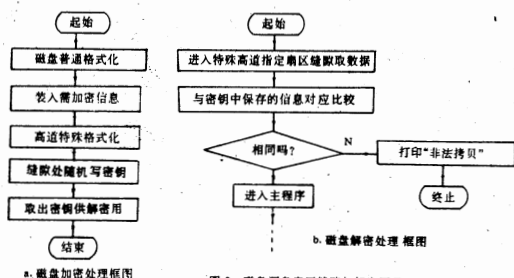 起始
磁盘普通格式化
装入需加密信息
高道特殊格式化
缝隙处随机写密钥
取出密钥供解密用
结束
a. 磁盘加密处理框图
起始
进入特殊高道指定扇区缝隙取数据
与密钥中保存的信息对应比较
相同吗?
N
打印“非法拷贝”
终止
进入主程序
b. 磁盘解密处理框图